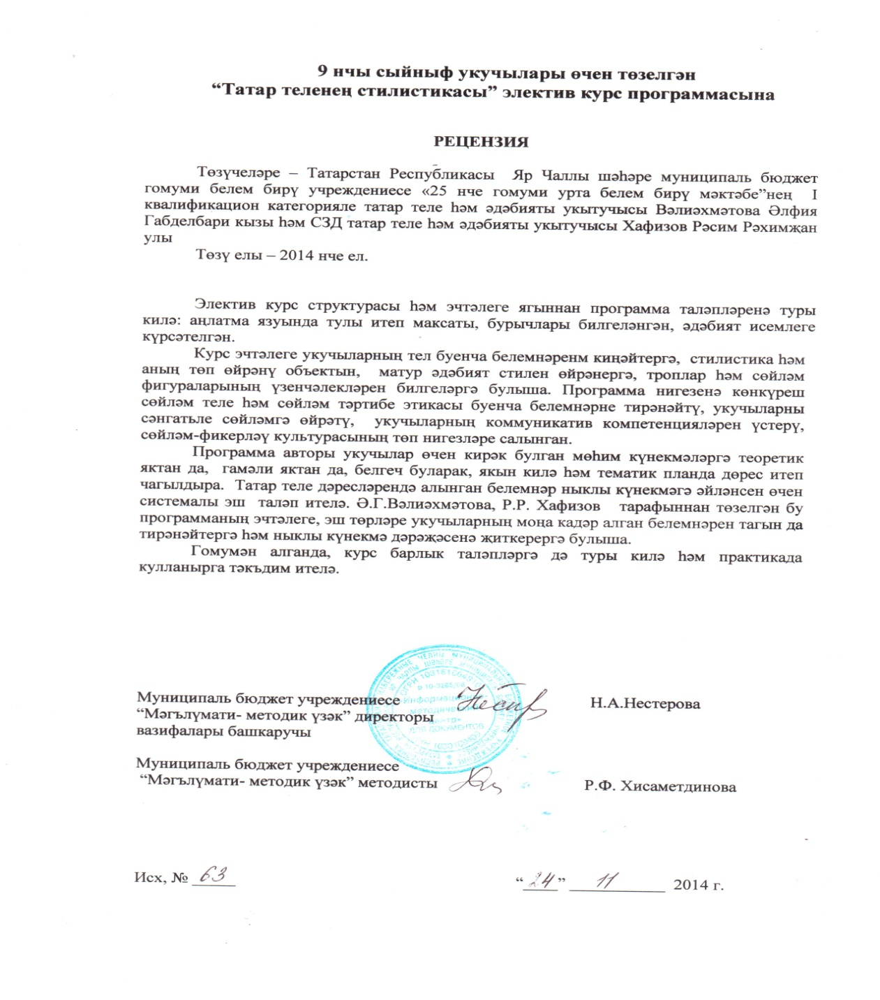 9 нчы сыйныф укучылары өчен төзелгән
“Татар теленең стилистикасы” электив курс программасына
РЕЦЕНЗИЯ
Төзүчеләре – Татарстан Республикасы Яр Чаллы шәһәре муниципаль бюджет
гомуми белем бирү учреждениесе «25 нче гомуми урта белем бирү мәктәбе”нең I
квалификацион категорияле татар теле һәм әдәбияты укытучысы Вәлиәхмәтова Әлфия
Габделбари кызы һәм СЗД татар теле һәм әдәбияты укытучысы Хафизов Рәсим Рәхимҗан
улы
Төзү елы – 2014 нче ел.
Электив курс структурасы һәм эчтәлеге ягыннан программа таләпләренә туры
килә: аңлатма язуында тулы итеп максаты, бурычлары билгеләнгән, әдәбият исемлеге
күрсәтелгән.
Курс эчтәлеге укучыларның тел буенча белемнәренм киңәйтергә, стилистика һәм
аның төп өйрәнү объектын, матур әдәбият стилен өйрәнергә, троплар һәм сөйләм
фигураларының үзенчәлекләрен билгеләргә булыша. Программа нигезенә көнкүреш
сөйләм теле һәм сөйләм тәртибе этикасы буенча белемнәрне тирәнәйтү, укучыларны
сәнгатьле сөйләмгә өйрәтү, укучыларның коммуникатив компетенцияләрен үстерү,
сөйләм-фикерләү культурасының төп нигезләре салынган.
Программа авторы укучылар өчен кирәк булган мөһим күнекмәләргә теоретик
яктан да, гамәли яктан да, белгеч буларак, якын килә һәм тематик планда дөрес итеп
чагылдыра. Татар теле дәресләрендә алынган белемнәр ныклы күнекмәгә әйләнсен өчен
системалы эш таләп ителә. Ә.Г.Вәлиәхмәтова, Р.Р. Хафизов тарафыннан төзелгән бу
программаның эчтәлеге, эш төрләре укучыларның моңа кадәр алган белемнәрен тагын да
тирәнәйтергә һәм ныклы күнекмә дәрәҗәсенә җиткерергә булыша.
Гомумән алганда, курс барлык таләпләргә дә туры килә һәм практикада
кулланырга тәкъдим ителә.
Муниципаль бюджет учреждениесе Н.А.Нестерова
“Мәгълүмати- методик үзәк” директоры
вазифалары башкаручы
«Информационно-
методический
центр»
ДЛЯ ДОКУМЕНТОВ
Муниципаль бюджет учреждениесе
“Мәгълүмати- методик үзәк” методисты Р.Ф. Хисаметдинова
Исх, № 63 “24” 11 2014 г.